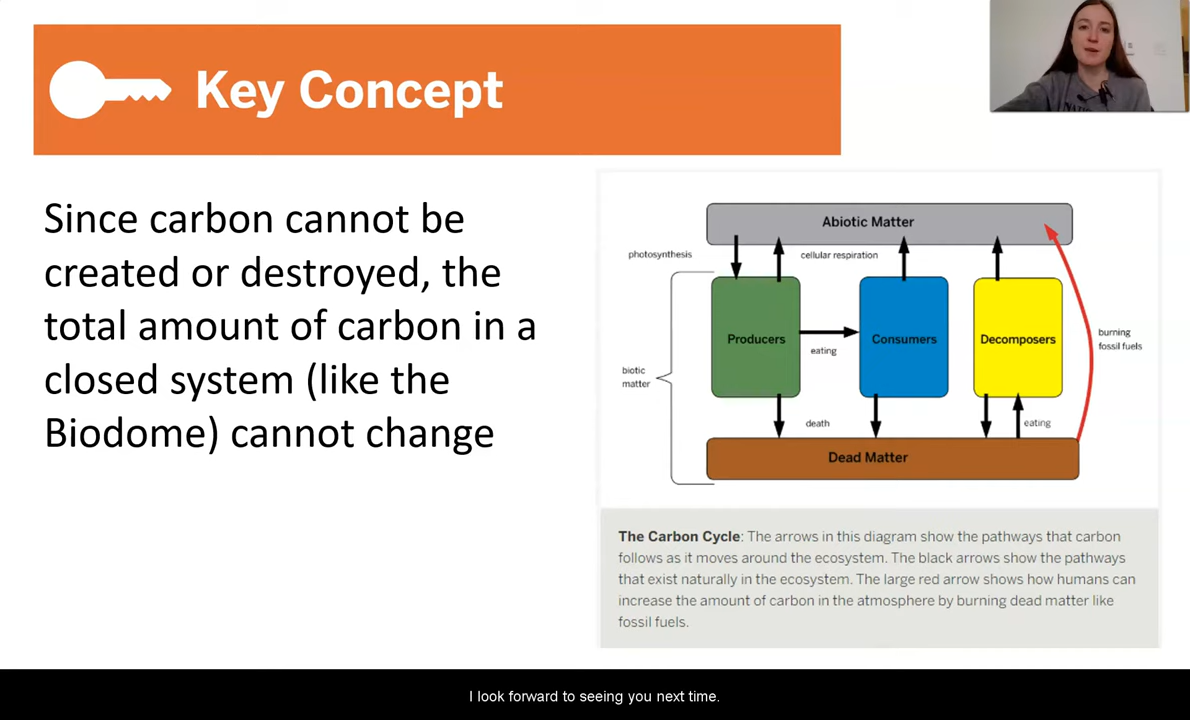 Key Concept
Since carbon cannot be
created or destroyed, the
total amount of carbon in a
closed system (like the
Biodome) cannot change
Abiotic Matter
photosynthesis
cellular respiration
Producers
Consumers
Decomposers
eating
burning
fossil fuels
biotic
matter
death
eating
Dead Matter
The Carbon Cycle: The arrows in this diagram show the pathways that carbon
follows as it moves around the ecosystem. The black arrows show the pathways
that exist naturally in the ecosystem. The large red arrow shows how humans can
increase the amount of carbon in the atmosphere by burning dead matter like
fossil fuels.
I look forward to seeing you next time.